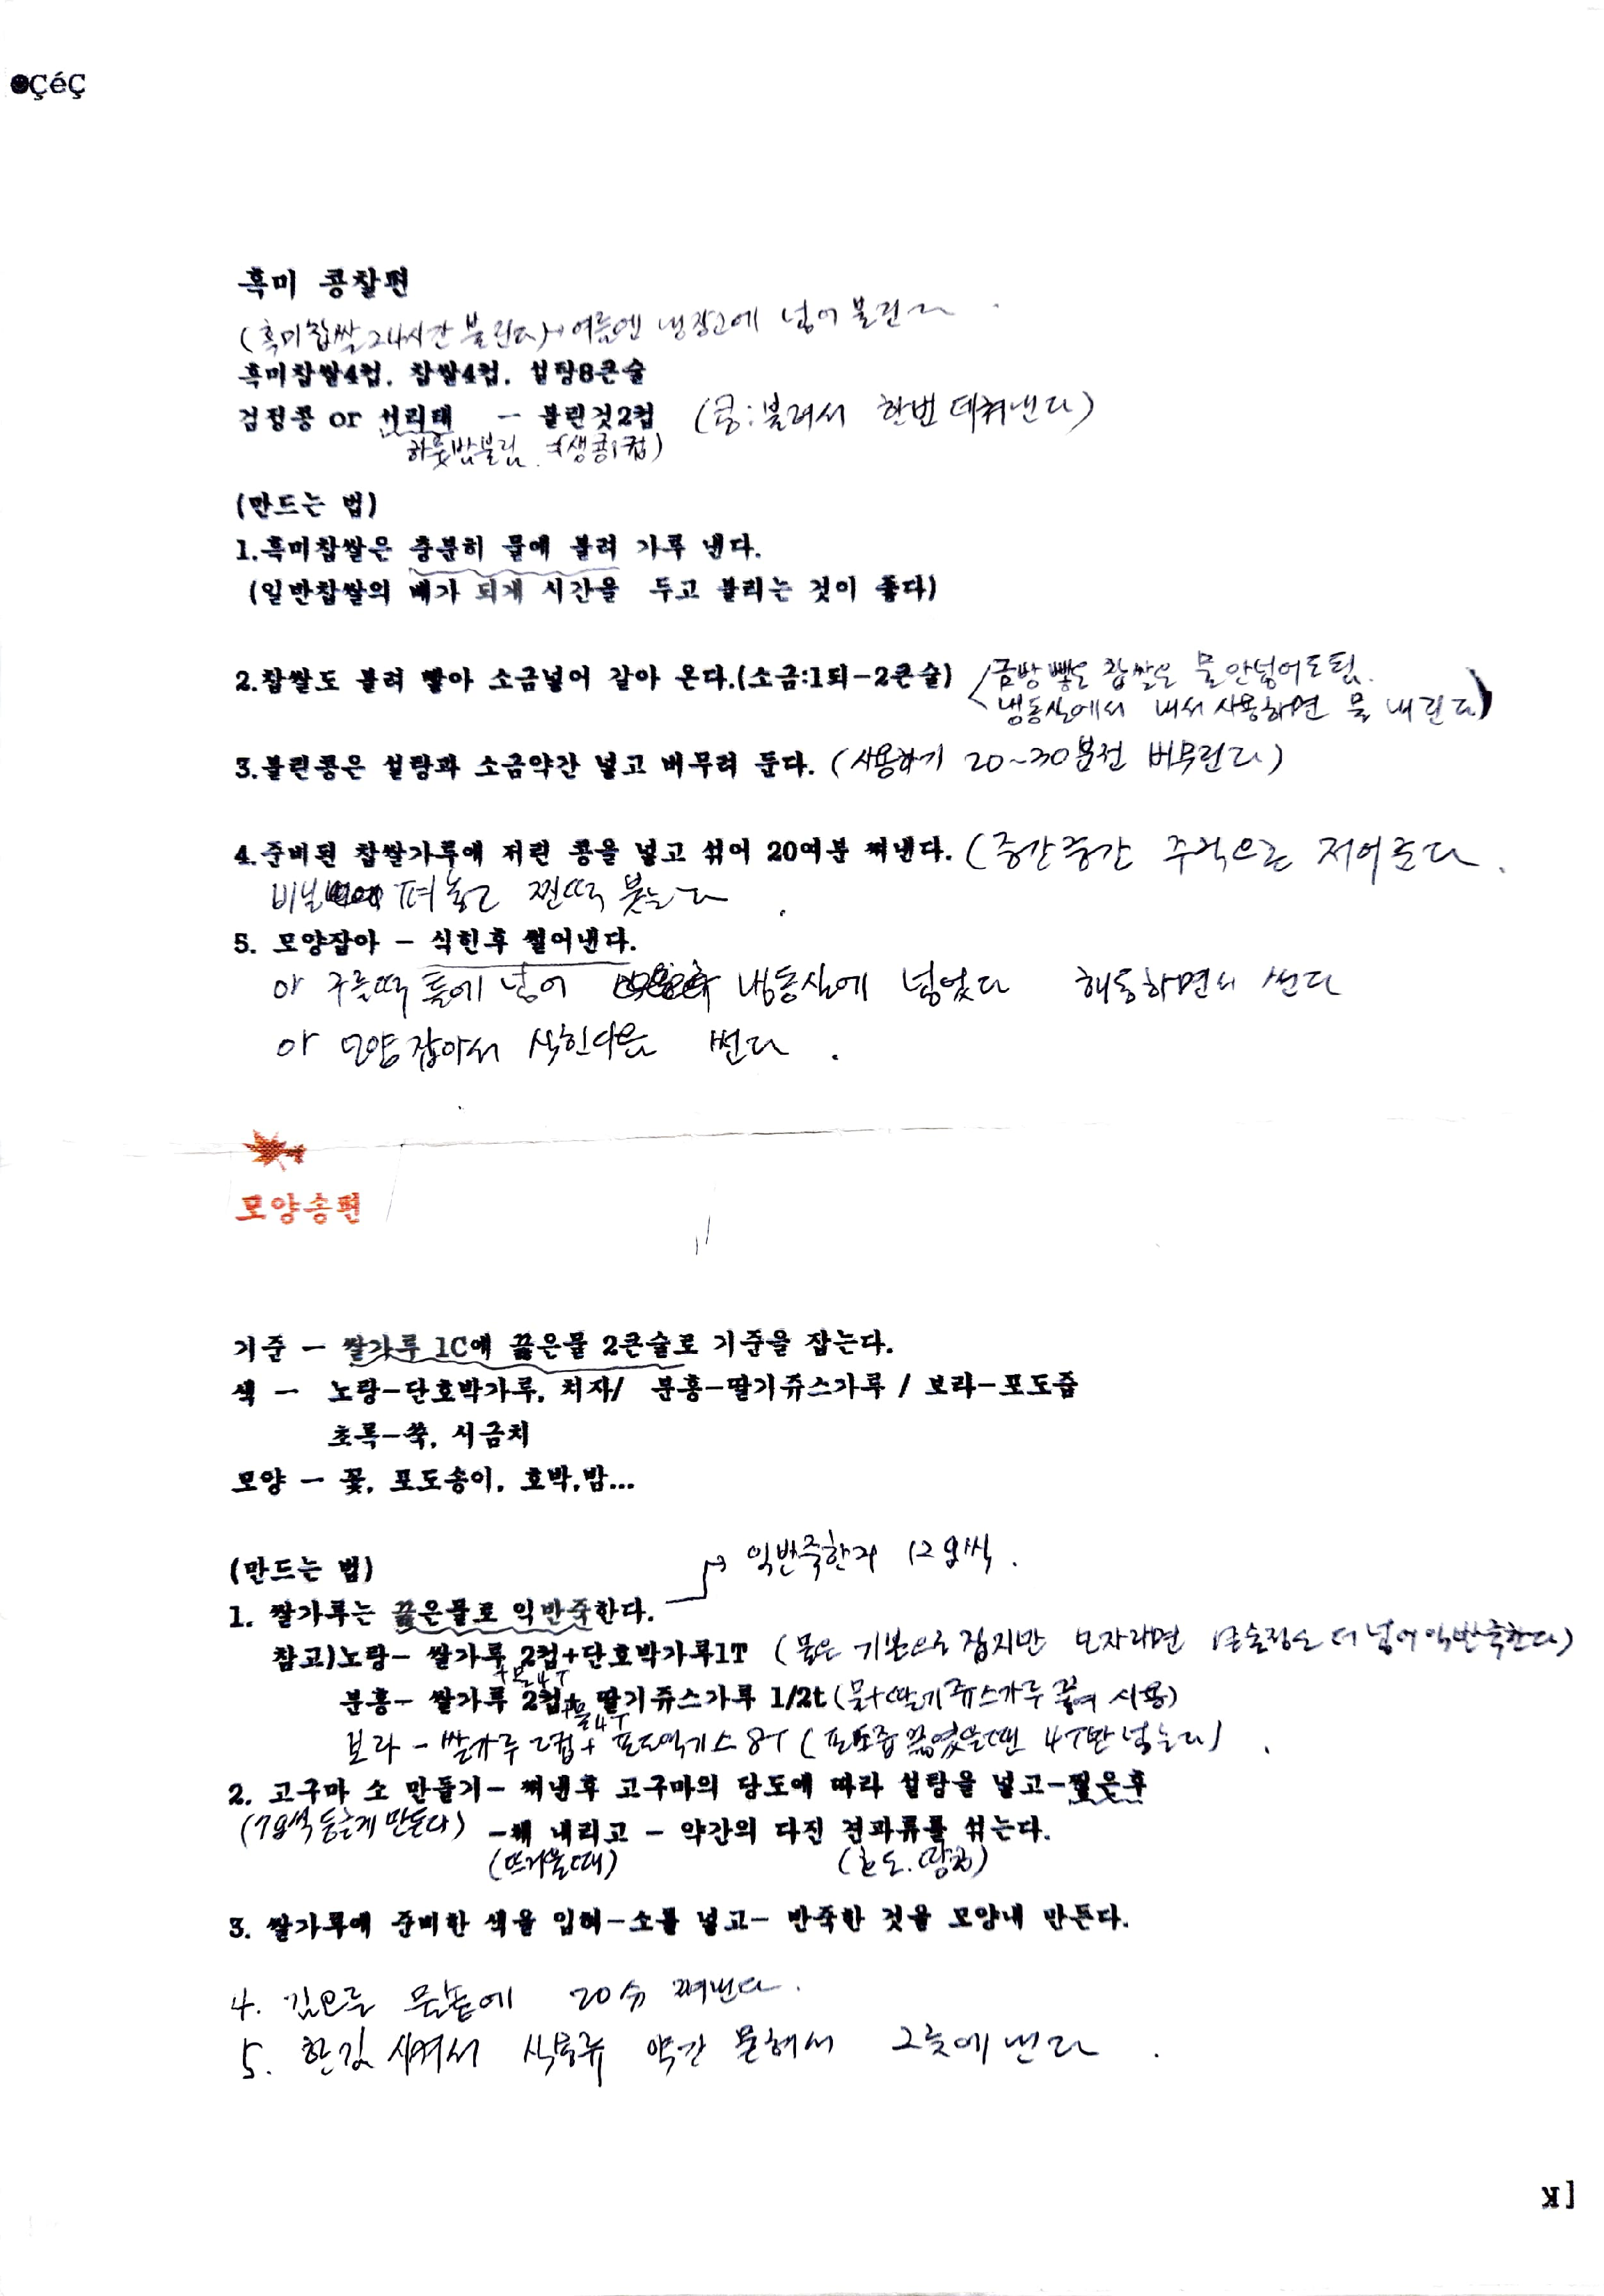 ☻ÇéÇ
흑미 콩찰편
(흑미찹쌀 24시간 불린다)→ 여름엔 냉장고에 넣어 불린다.
흑미찹쌀4컵, 찹쌀4컵, 설탕8큰술
검정콩 or 서리태 - 불린것2컵 (콩:불려서 한번 데쳐낸다)
하룻밤불림 =(생콩1컵)
(만드는 법)
1.흑미찹쌀은 충분히 물에 불려 가루 낸다.
(일반찹쌀의 배가 되게 시간을 두고 불리는 것이 좋다)
2.찹쌀도 불려 빻아 소금넣어 갈아 온다.(소금:1되-2큰술) (금방 빻은 찹쌀은 물 안넣어도됨.
냉동실에서 내서 사용하면 물 내린다)
3.불린콩은 설탕과 소금약간 넣고 버무려 둔다. (사용하기 20~30분전 버무린다)
4.준비된 찹쌀가루에 저린 콩을 넣고 섞어 20여분 쪄낸다. (중간중간 주걱으로 저어준다.
비닐 펴놓고 찐떡 붓는다.
5. 모양잡아 - 식힌후 썰어낸다.
구름떡 틀에 넣어 냉동실에 넣었다 해동하면서 썬다
모양잡아서 식힌다음 썬다.
모양송편
기준 - 쌀가루 1C에 끓은물 2큰술로 기준을 잡는다.
색 - 노랑-단호박가루, 치자/ 분홍-딸기쥬스가루 / 보라-포도즙
초록-쑥, 시금치
모양 - 꽃, 포도송이, 호박,밤...
→ 익반죽한거 12g씩.
(만드는 법)
1. 쌀가루는 끓은물로 익반죽한다.
참고)노랑- 쌀가루 2컵+단호박가루1T (물은 기본으로 잡지만 모자라면 더 넣어 익반죽한다)
+물4T
분홍- 쌀가루 2컵+ 딸기쥬스가루 1/2t (물+딸기쥬스가루 끓여 사용)
+물4T
보라 - 쌀가루 2컵 + 포도엑기스 8T (포도즙 끓였을땐 4T만 넣는다).
2. 고구마 소 만들기- 쪄낸후 고구마의 당도에 따라 설탕을 넣고-찧은후
(7g씩 동글게 만든다) -체 내리고 - 약간의 다진 견과류를 섞는다.
(뜨거울때) (호도.땅콩)
3. 쌀가루에 준비한 색을 입혀-소를 넣고- 반죽한 것을 모양내 만든다.
4. 김오른 물솥에 20分 쪄낸다.
5. 한김 식혀서 식용유 약간 묻혀서 그릇에 낸다.
K]